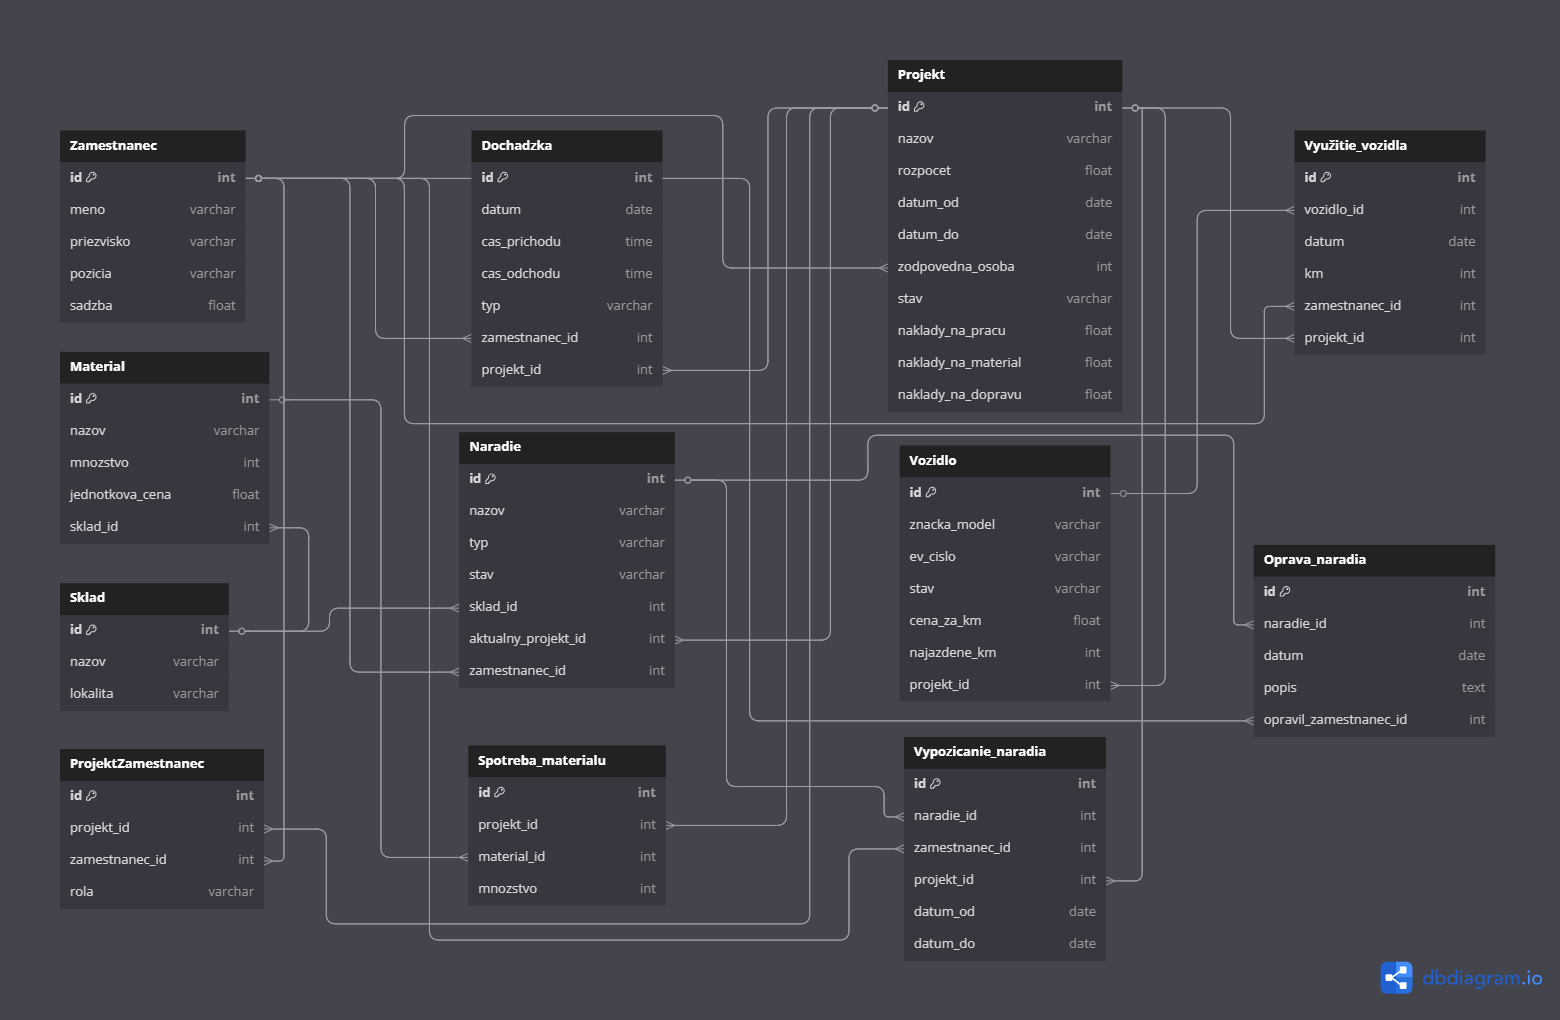 Zamestnanec
id int
meno varchar
priezvisko varchar
pozicia varchar
sadzba float
Material
id int
nazov varchar
mnozstvo int
jednotkova_cena float
sklad_id int
Sklad
id int
nazov varchar
lokalita varchar
ProjektZamestnanec
id int
projekt_id int
zamestnanec_id int
rola varchar
Dochadzka
id int
datum date
cas_prichodu time
cas_odchodu time
typ varchar
zamestnanec_id int
projekt_id int
Naradie
id int
nazov varchar
typ varchar
stav varchar
sklad_id int
aktualny_projekt_id int
zamestnanec_id int
Spotreba_materialu
id int
projekt_id int
material_id int
mnozstvo int
Projekt
id int
nazov varchar
rozpocet float
datum_od date
datum_do date
zodpovedna_osoba int
stav varchar
naklady_na_pracu float
naklady_na_material float
naklady_na_dopravu float
Vozidlo
id int
znacka_model varchar
ev_cislo varchar
stav varchar
cena_za_km float
najazdene_km int
projekt_id int
Vypozicanie_naradia
id int
naradie_id int
zamestnanec_id int
projekt_id int
datum_od date
datum_do date
Využitie_vozidla
id int
vozidlo_id int
datum date
km int
zamestnanec_id int
projekt_id int
Oprava_naradia
id int
naradie_id int
datum date
popis text
opravil_zamestnanec_id int
dbdiagram.io